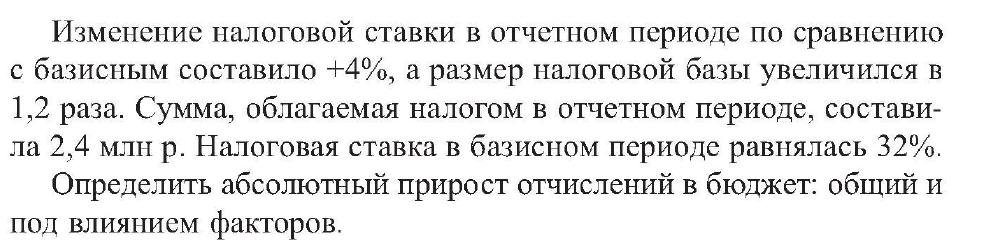 Изменение налоговой ставки в отчетном периоде по сравнению
с базисным составило +4%, а размер налоговой базы увеличился в
1,2 раза. Сумма, облагаемая налогом в отчетном периоде, состави-
ла 2,4 млн р. Налоговая ставка в базисном периоде равнялась 32%.
Определить абсолютный прирост отчислений в бюджет: общий и
под влиянием факторов.